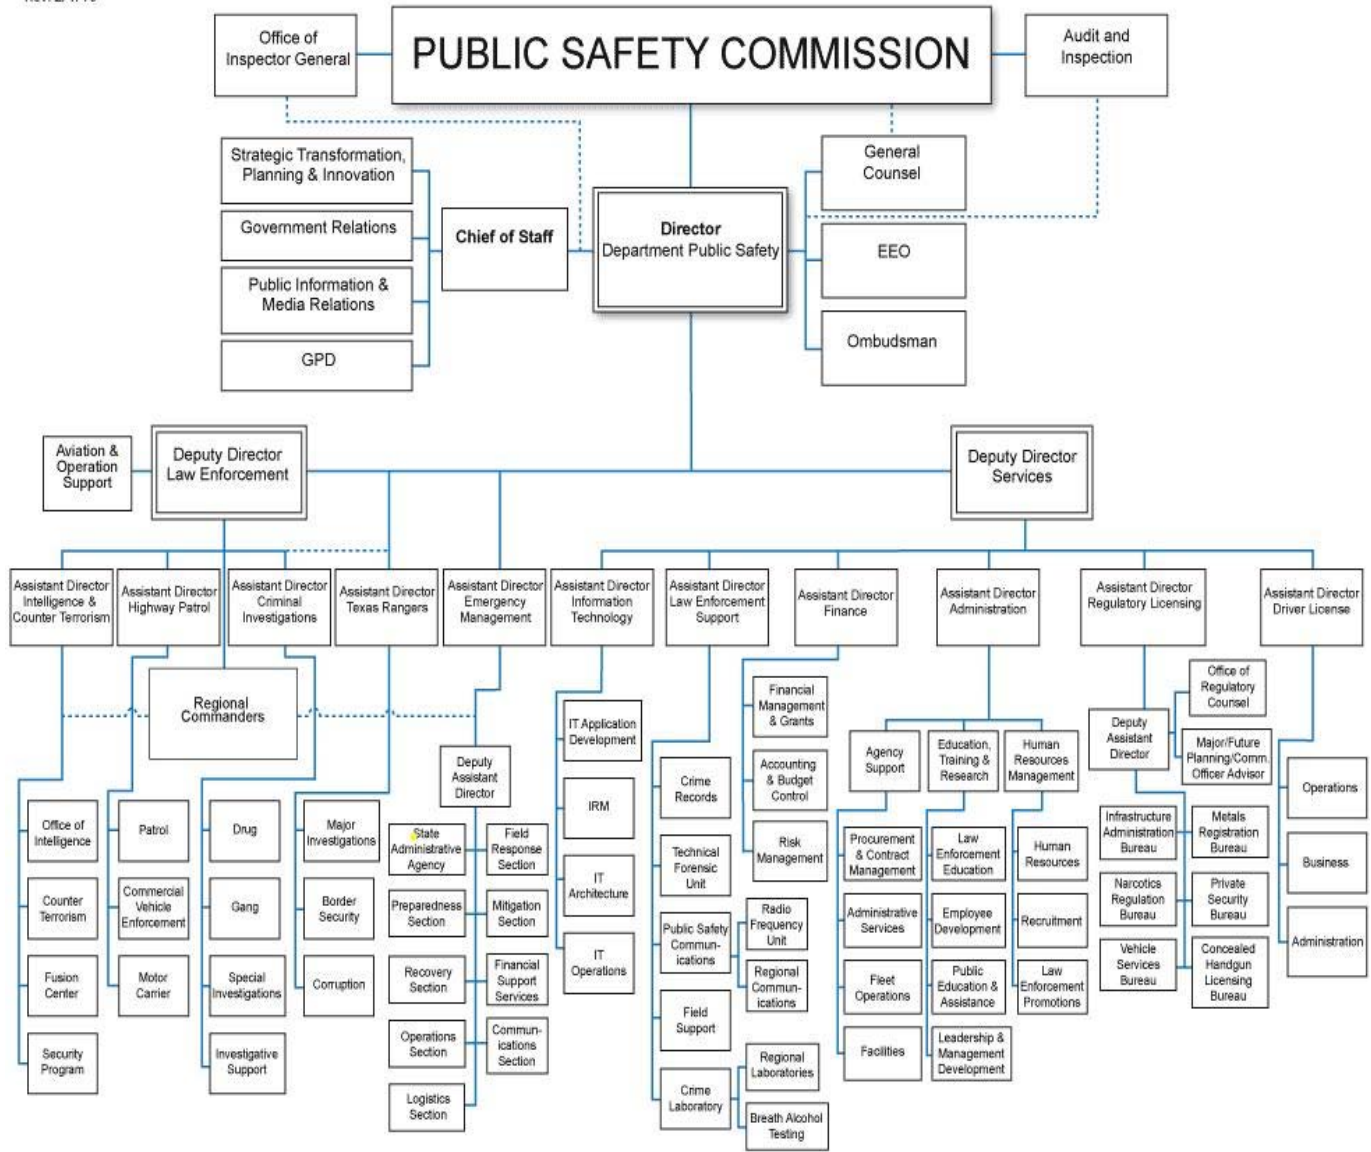 Office of
Inspector General
PUBLIC SAFETY COMMISSION
Audit and
Inspection
Strategic Transformation,
Planning & Innovation
Government Relations
Public Information &
Media Relations
GPD
Chief of Staff
Director
Department Public Safety
General
Counsel
EEO
Ombudsman
Aviation &
Operation
Support
Deputy Director
Law Enforcement
Deputy Director
Services
Assistant Director
Intelligence &
Counter Terrorism
Assistant Director
Highway Patrol
Assistant Director
Criminal
Investigations
Assistant Director
Texas Rangers
Assistant Director
Emergency
Management
Assistant Director
Information
Technology
Assistant Director
Law Enforcement
Support
Assistant Director
Finance
Assistant Director
Administration
Assistant Director
Regulatory Licensing
Assistant Director
Driver License
Regional
Commanders
Office of
Intelligence
Counter
Terrorism
Fusion
Center
Security
Program
Patrol
Commercial
Vehicle
Enforcement
Motor
Carrier
Drug
Gang
Special
Investigations
Investigative
Support
Major
Investigations
Border
Security
Corruption
Deputy
Assistant
Director
State
Administrative
Agency
Field
Response
Section
Preparedness
Section
Mitigation
Section
Recovery
Section
Financial
Support
Services
Operations
Section
Commun-
ications
Section
Logistics
Section
IT Application
Development
IRM
IT
Architecture
IT
Operations
Crime
Records
Technical
Forensic
Unit
Public Safety
Commun-
ications
Radio
Frequency
Unit
Regional
Commun-
ications
Field
Support
Crime
Laboratory
Regional
Laboratories
Breath Alcohol
Testing
Financial
Management
& Grants
Accounting
& Budget
Control
Risk
Management
Agency
Support
Procurement
& Contract
Management
Administrative
Services
Fleet
Operations
Facilities
Education,
Training &
Research
Law
Enforcement
Education
Employee
Development
Public
Education &
Assistance
Leadership &
Management
Development
Human
Resources
Management
Human
Resources
Recruitment
Law
Enforcement
Promotions
Deputy
Assistant
Director
Office of
Regulatory
Counsel
Major/Future
Planning/Comm.
Officer Advisor
Infrastructure
Administration
Bureau
Metals
Registration
Bureau
Narcotics
Regulation
Bureau
Private
Security
Bureau
Vehicle
Services
Bureau
Concealed
Handgun
Licensing
Bureau
Operations
Business
Administration